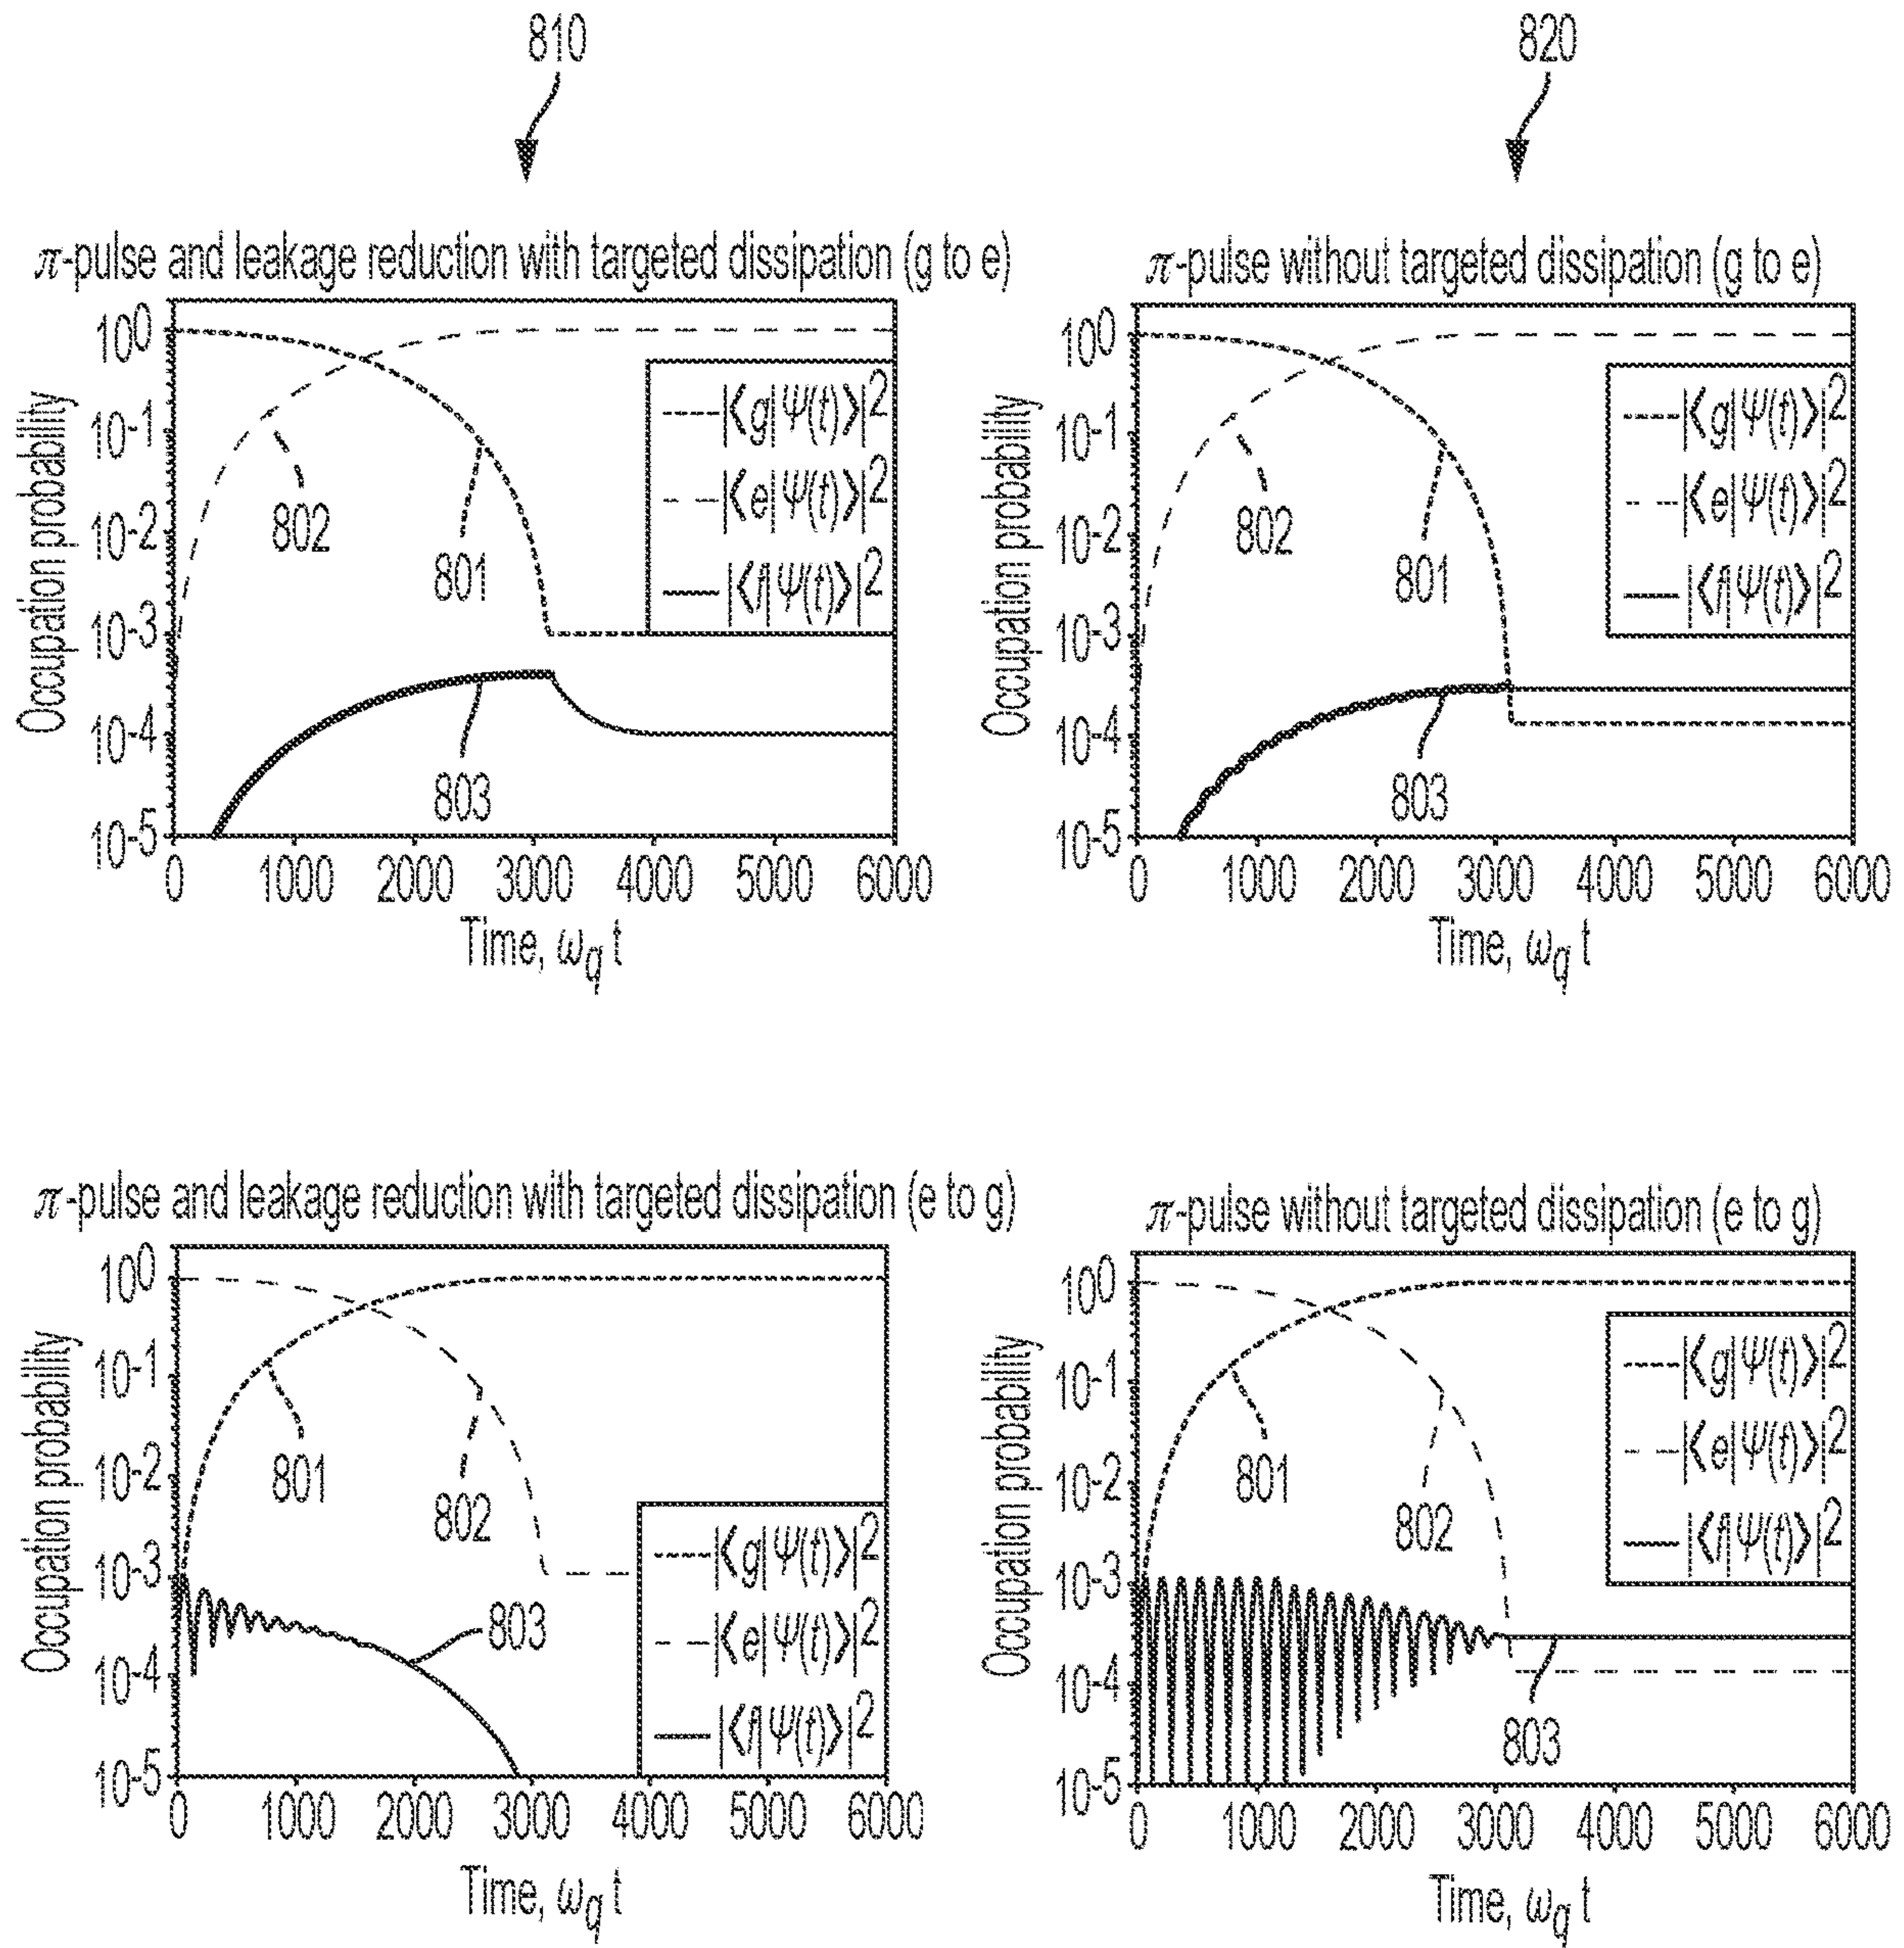 810
820
π-pulse and leakage reduction with targeted dissipation (g to e)
Occupation probability
10^0
10^-1
10^-2
10^-3
10^-4
10^-5
|⟨g|Ψ(t)⟩|^2
|⟨e|Ψ(t)⟩|^2
|⟨f|Ψ(t)⟩|^2
802
801
803
0 1000 2000 3000 4000 5000 6000
Time, ω_q t
π-pulse without targeted dissipation (g to e)
Occupation probability
10^0
10^-1
10^-2
10^-3
10^-4
10^-5
|⟨g|Ψ(t)⟩|^2
|⟨e|Ψ(t)⟩|^2
|⟨f|Ψ(t)⟩|^2
802
801
803
0 1000 2000 3000 4000 5000 6000
Time, ω_q t
π-pulse and leakage reduction with targeted dissipation (e to g)
Occupation probability
10^0
10^-1
10^-2
10^-3
10^-4
10^-5
801
802
803
|⟨g|Ψ(t)⟩|^2
|⟨e|Ψ(t)⟩|^2
|⟨f|Ψ(t)⟩|^2
0 1000 2000 3000 4000 5000 6000
Time, ω_q t
π-pulse without targeted dissipation (e to g)
Occupation probability
10^0
10^-1
10^-2
10^-3
10^-4
10^-5
|⟨g|Ψ(t)⟩|^2
|⟨e|Ψ(t)⟩|^2
|⟨f|Ψ(t)⟩|^2
801
802
803
0 1000 2000 3000 4000 5000 6000
Time, ω_q t